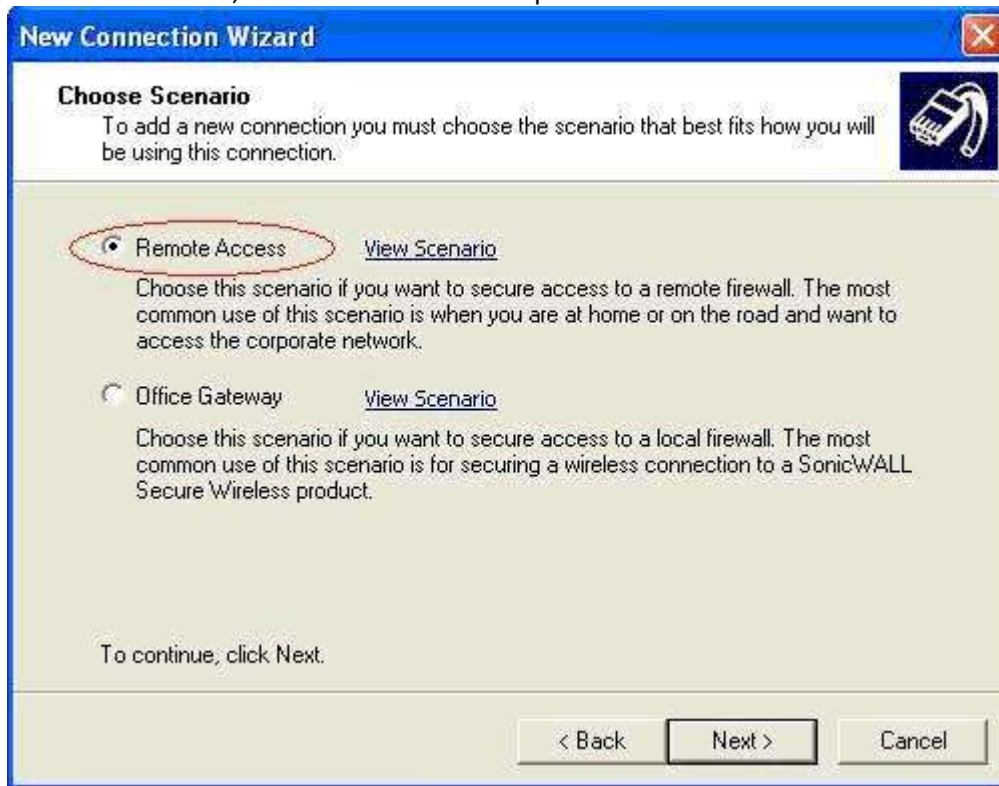 New Connection Wizard
Choose Scenario
To add a new connection you must choose the scenario that best fits how you will
be using this connection.
Remote Access View Scenario
Choose this scenario if you want to secure access to a remote firewall. The most
common use of this scenario is when you are at home or on the road and want to
access the corporate network.
Office Gateway View Scenario
Choose this scenario if you want to secure access to a local firewall. The most
common use of this scenario is for securing a wireless connection to a SonicWALL
Secure Wireless product.
To continue, click Next.
< Back Next > Cancel